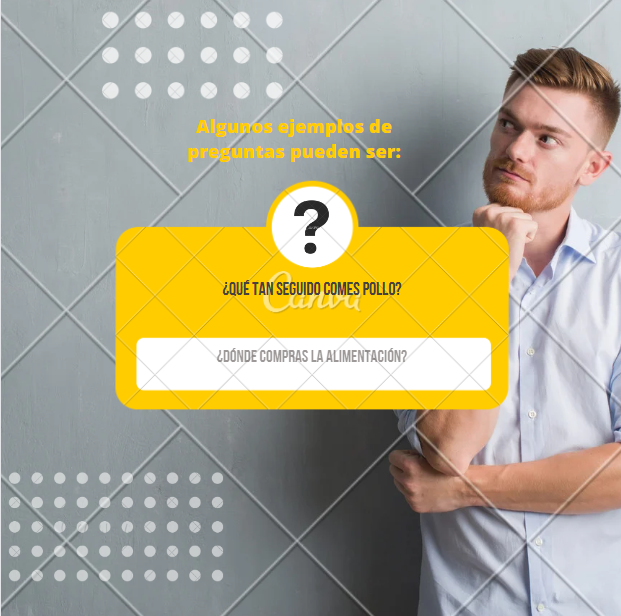 Algunos ejemplos de
preguntas pueden ser:
?
¿QUÉ TAN SEGUIDO COMES POLLO?
Canva
¿DÓNDE COMPRAS LA ALIMENTACIÓN?